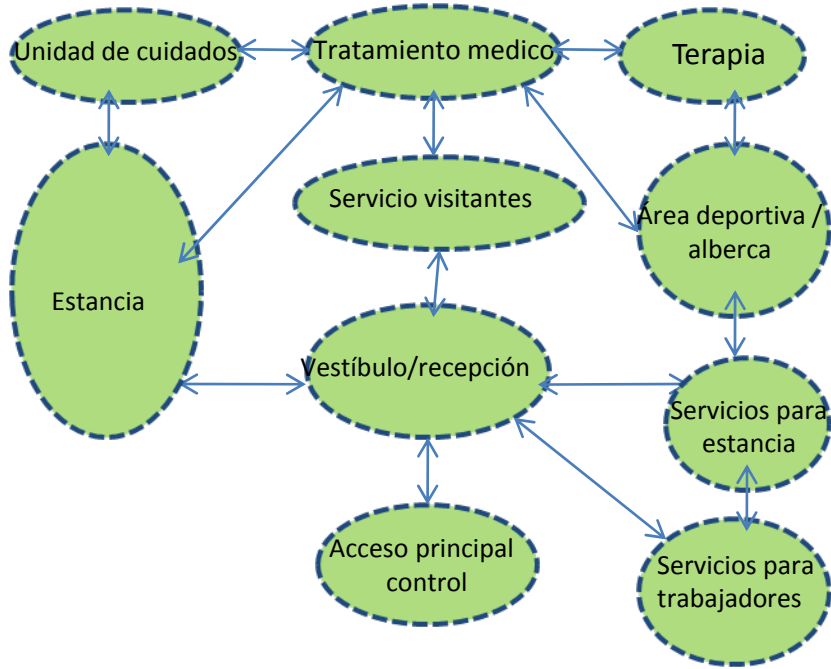 Unidad de cuidados
Tratamiento medico
Terapia
Servicio visitantes
Área deportiva /
alberca
Estancia
Vestíbulo/recepción
Servicios para
estancia
Acceso principal
control
Servicios para
trabajadores